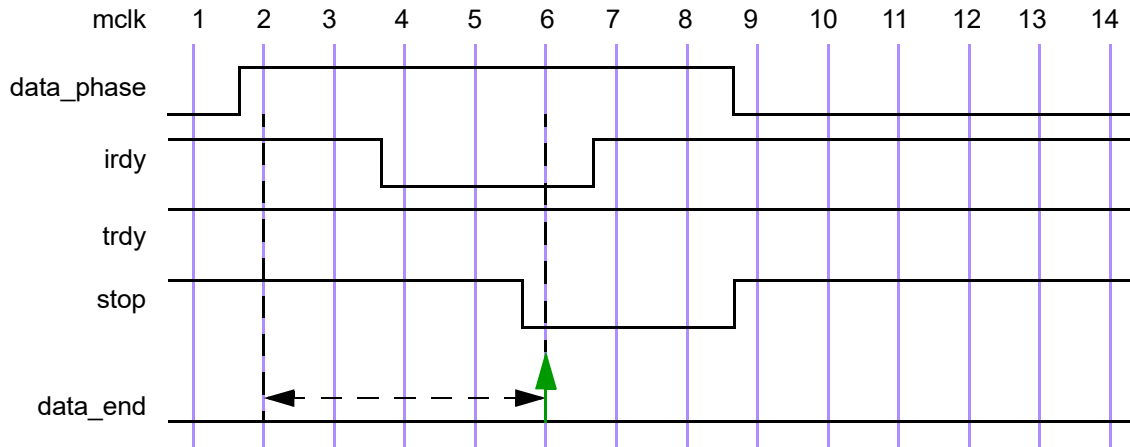 mclk 1 2 3 4 5 6 7 8 9 10 11 12 13 14
data_phase
irdy
trdy
stop
data_end